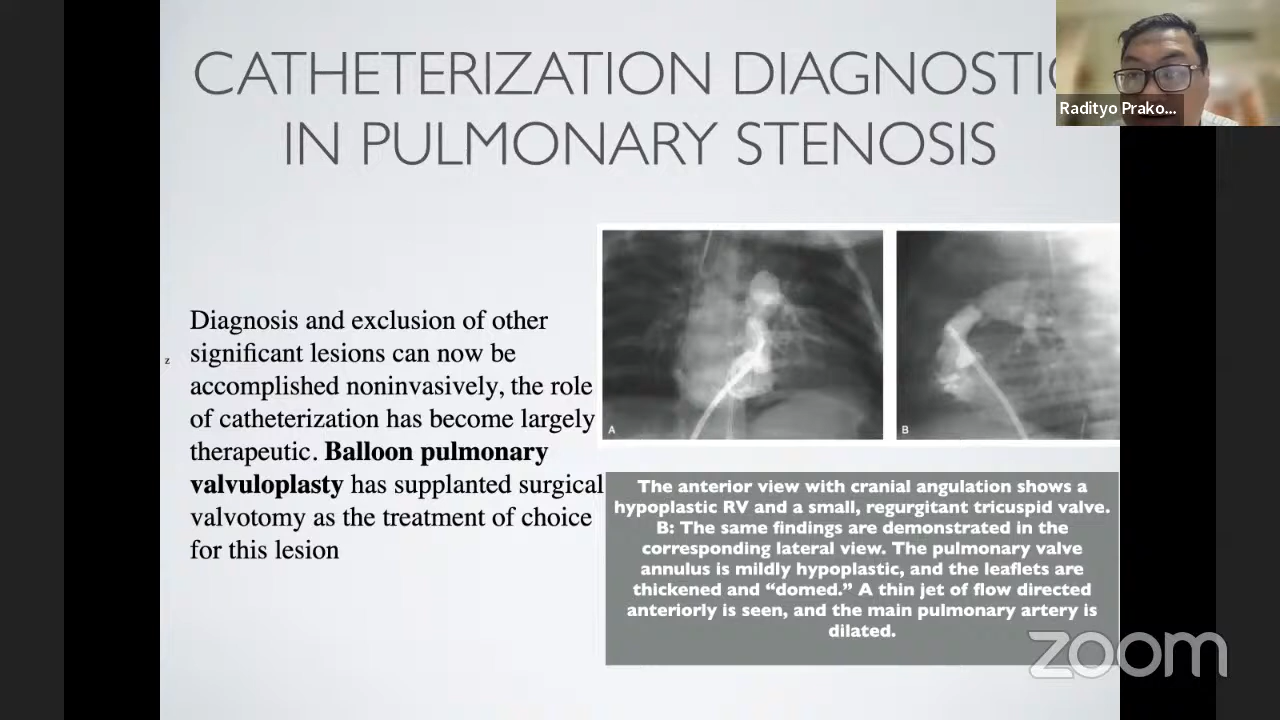 CATHETERIZATION DIAGNOSTIC
IN PULMONARY STENOSIS
Radityo Prako...
Diagnosis and exclusion of other
z
significant lesions can now be
accomplished noninvasively, the role
of catheterization has become largely
therapeutic. Balloon pulmonary
valvuloplasty has supplanted surgical
valvotomy as the treatment of choice
for this lesion
A
B
The anterior view with cranial angulation shows a
hypoplastic RV and a small, regurgitant tricuspid valve.
B: The same findings are demonstrated in the
corresponding lateral view. The pulmonary valve
annulus is mildly hypoplastic, and the leaflets are
thickened and “domed.” A thin jet of flow directed
anteriorly is seen, and the main pulmonary artery is
dilated.
zoom